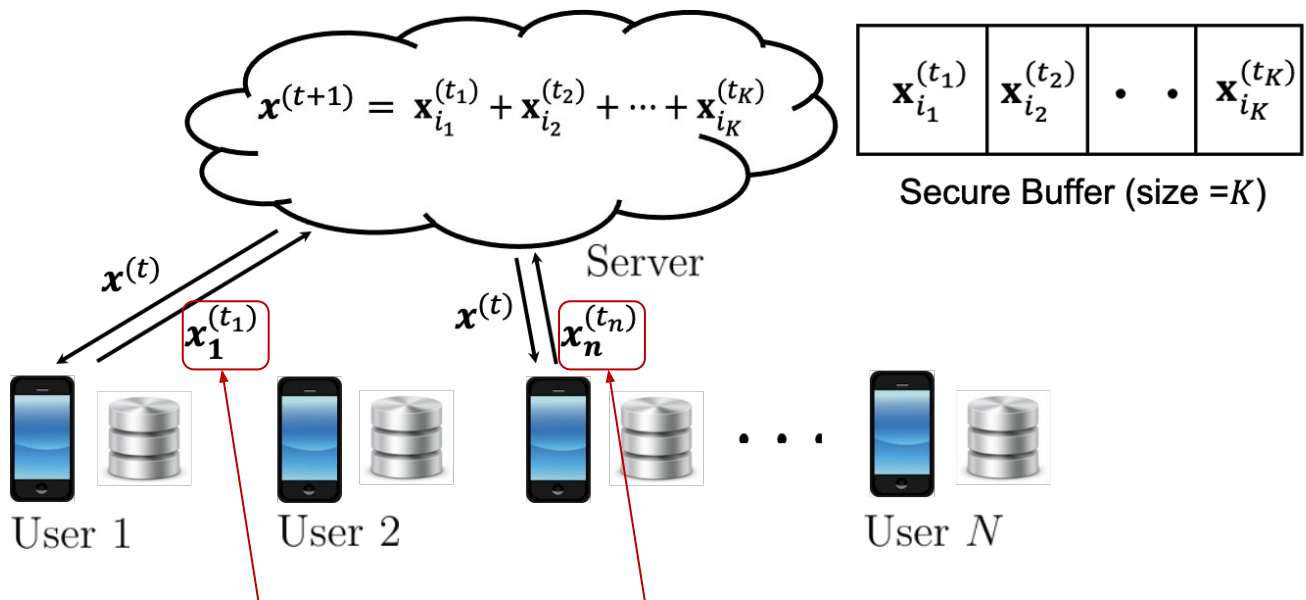 𝒙^(t+1) = 𝐱_{i_1}^{(t_1)} + 𝐱_{i_2}^{(t_2)} + ⋯ + 𝐱_{i_K}^{(t_K)}
𝐱_{i_1}^{(t_1)} 𝐱_{i_2}^{(t_2)} • • 𝐱_{i_K}^{(t_K)}
Secure Buffer (size =K)
Server
𝒙^(t)
𝒙_1^{(t_1)}
𝒙^(t)
𝒙_n^{(t_n)}
• • •
User 1
User 2
User N